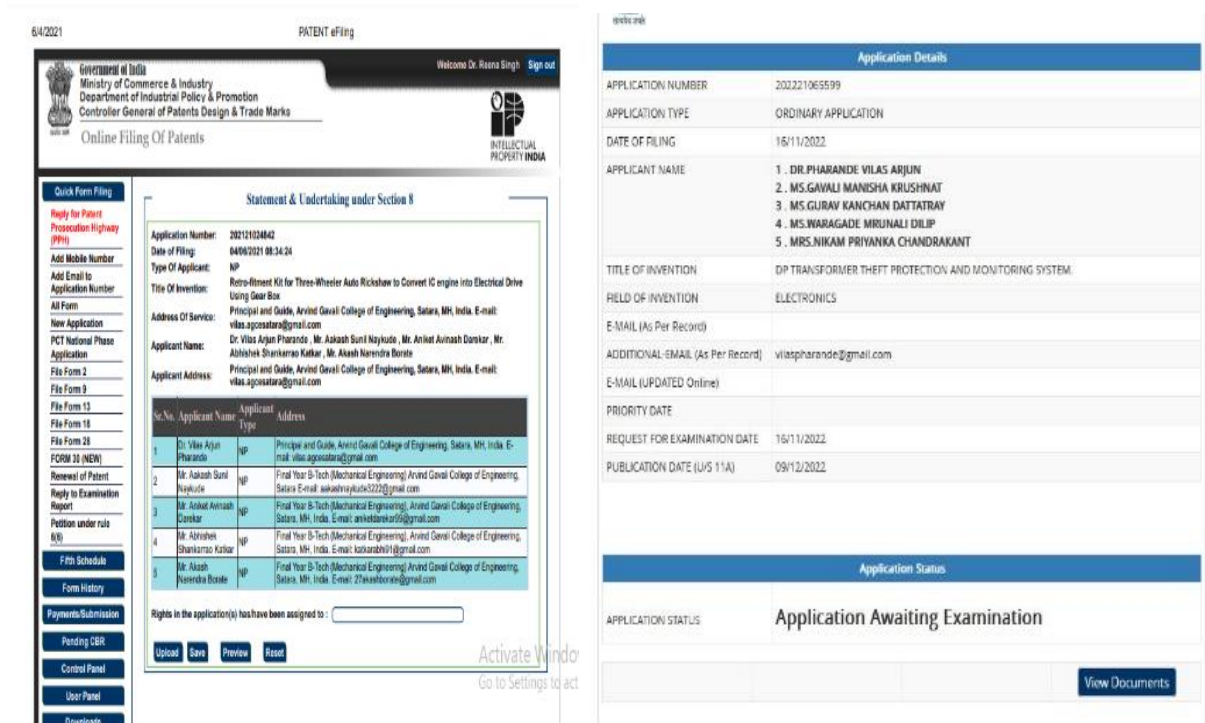 6/4/2021
PATENT eFiling
Government of India
Ministry of Commerce & Industry
Department of Industrial Policy & Promotion
Controller General of Patents Design & Trade Marks
Online Filing Of Patents
Welcome Dr. Reena Singh Sign out
INTELLECTUAL
PROPERTY INDIA
Quick Form Filing
Reply for Patent
Prosecution Highway
(PPH)
Add Mobile Number
Add Email to
Application Number
All Form
New Application
PCT National Phase
Application
File Form 2
File Form 9
File Form 13
File Form 18
File Form 28
FORM 30 (NEW)
Renewal of Patent
Reply to Examination
Report
Petition under rule
6(6)
Fifth Schedule
Form History
Payments/Submission
Pending CBR
Control Panel
User Panel
Downloads
Statement & Undertaking under Section 8
Application Number: 202121024842
Date of Filing: 04/06/2021 08:34:24
Type Of Applicant: NP
Title Of Invention: Retro-fitment Kit for Three-Wheeler Auto Rickshaw to Convert IC engine into Electrical Drive
Using Gear Box
Address Of Service: Principal and Guide, Arvind Gavali College of Engineering, Satara, MH, India. E-mail:
vilas.agcesatara@gmail.com
Applicant Name: Dr. Vilas Arjun Pharande , Mr. Aakash Sunil Naykude , Mr. Aniket Avinash Darekar , Mr.
Abhishek Shankarrao Katkar , Mr. Akash Narendra Borate
Applicant Address: Principal and Guide, Arvind Gavali College of Engineering, Satara, MH, India. E-mail:
vilas.agcesatara@gmail.com
Sr.No. Applicant Name Applicant Type Address
1 Dr. Vilas Arjun Pharande NP Principal and Guide, Arvind Gavali College of Engineering, Satara, MH, India. E-
mail: vilas.agcesatara@gmail.com
2 Mr. Aakash Sunil Naykude NP Final Year B-Tech (Mechanical Engineering) Arvind Gavali College of Engineering,
Satara E-mail: aakashnaykude3222@gmail.com
3 Mr. Aniket Avinash Darekar NP Final Year B-Tech (Mechanical Engineering), Arvind Gavali College of Engineering,
Satara, MH, India. E-mail: aniketdarekar99@gmail.com
4 Mr. Abhishek Shankarrao Katkar NP Final Year B-Tech (Mechanical Engineering), Arvind Gavali College of Engineering,
Satara, MH, India. E-mail: katkarabhi91@gmail.com
5 Mr. Akash Narendra Borate NP Final Year B-Tech (Mechanical Engineering), Arvind Gavali College of Engineering,
Satara, MH, India. E-mail: 27akashborate@gmail.com
Rights in the application(s) has/have been assigned to :
Upload Save Preview Reset
Activate Windo
Go to Settings to act
सत्यमेव जयते
Application Details
APPLICATION NUMBER 202221065599
APPLICATION TYPE ORDINARY APPLICATION
DATE OF FILING 16/11/2022
APPLICANT NAME 1 . DR.PHARANDE VILAS ARJUN
2 . MS.GAVALI MANISHA KRUSHNAT
3 . MS.GURAV KANCHAN DATTATRAY
4 . MS.WARAGADE MRUNALI DILIP
5 . MRS.NIKAM PRIYANKA CHANDRAKANT
TITLE OF INVENTION DP TRANSFORMER THEFT PROTECTION AND MONITORING SYSTEM.
FIELD OF INVENTION ELECTRONICS
E-MAIL (As Per Record)
ADDITIONAL-EMAIL (As Per Record) vilaspharande@gmail.com
E-MAIL (UPDATED Online)
PRIORITY DATE
REQUEST FOR EXAMINATION DATE 16/11/2022
PUBLICATION DATE (U/S 11A) 09/12/2022
Application Status
APPLICATION STATUS Application Awaiting Examination
View Documents